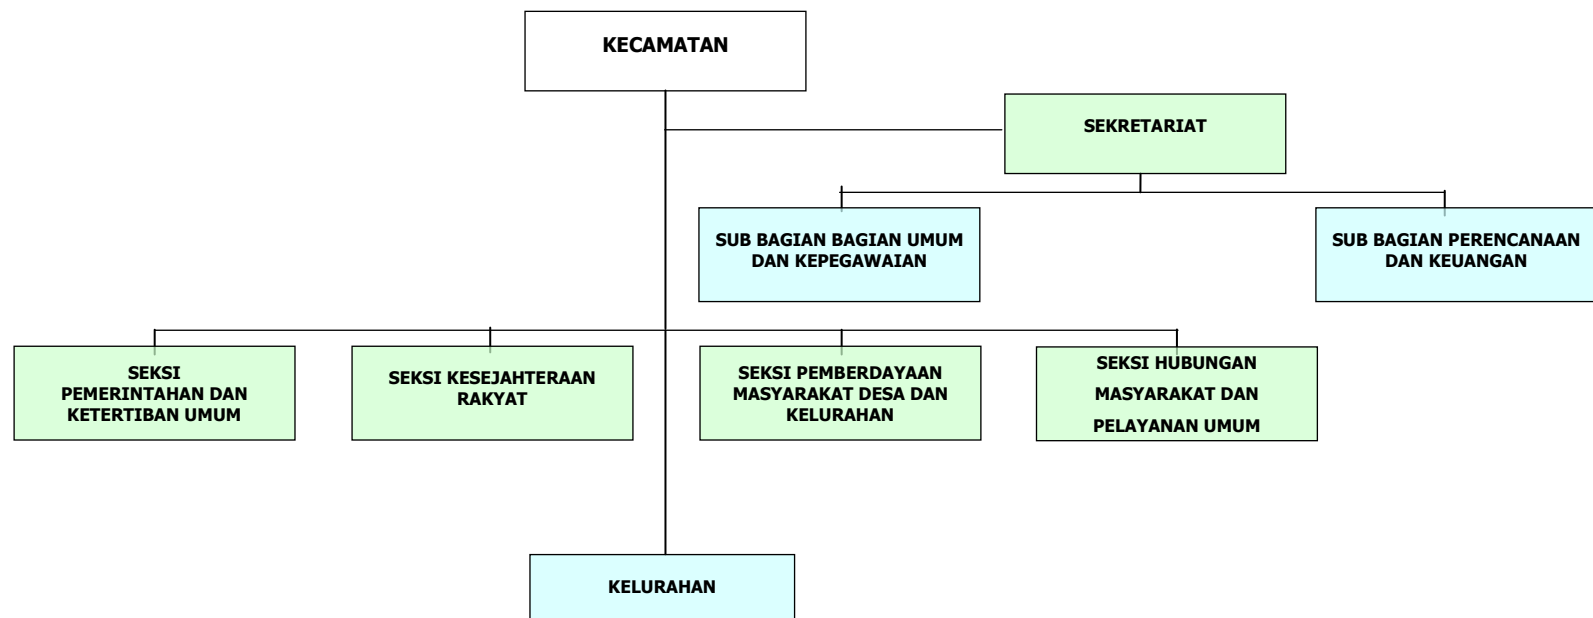 KECAMATAN
SEKRETARIAT
SUB BAGIAN BAGIAN UMUM
DAN KEPEGAWAIAN
SUB BAGIAN PERENCANAAN
DAN KEUANGAN
SEKSI
PEMERINTAHAN DAN
KETERTIBAN UMUM
SEKSI KESEJAHTERAAN
RAKYAT
SEKSI PEMBERDAYAAN
MASYARAKAT DESA DAN
KELURAHAN
SEKSI HUBUNGAN
MASYARAKAT DAN
PELAYANAN UMUM
KELURAHAN